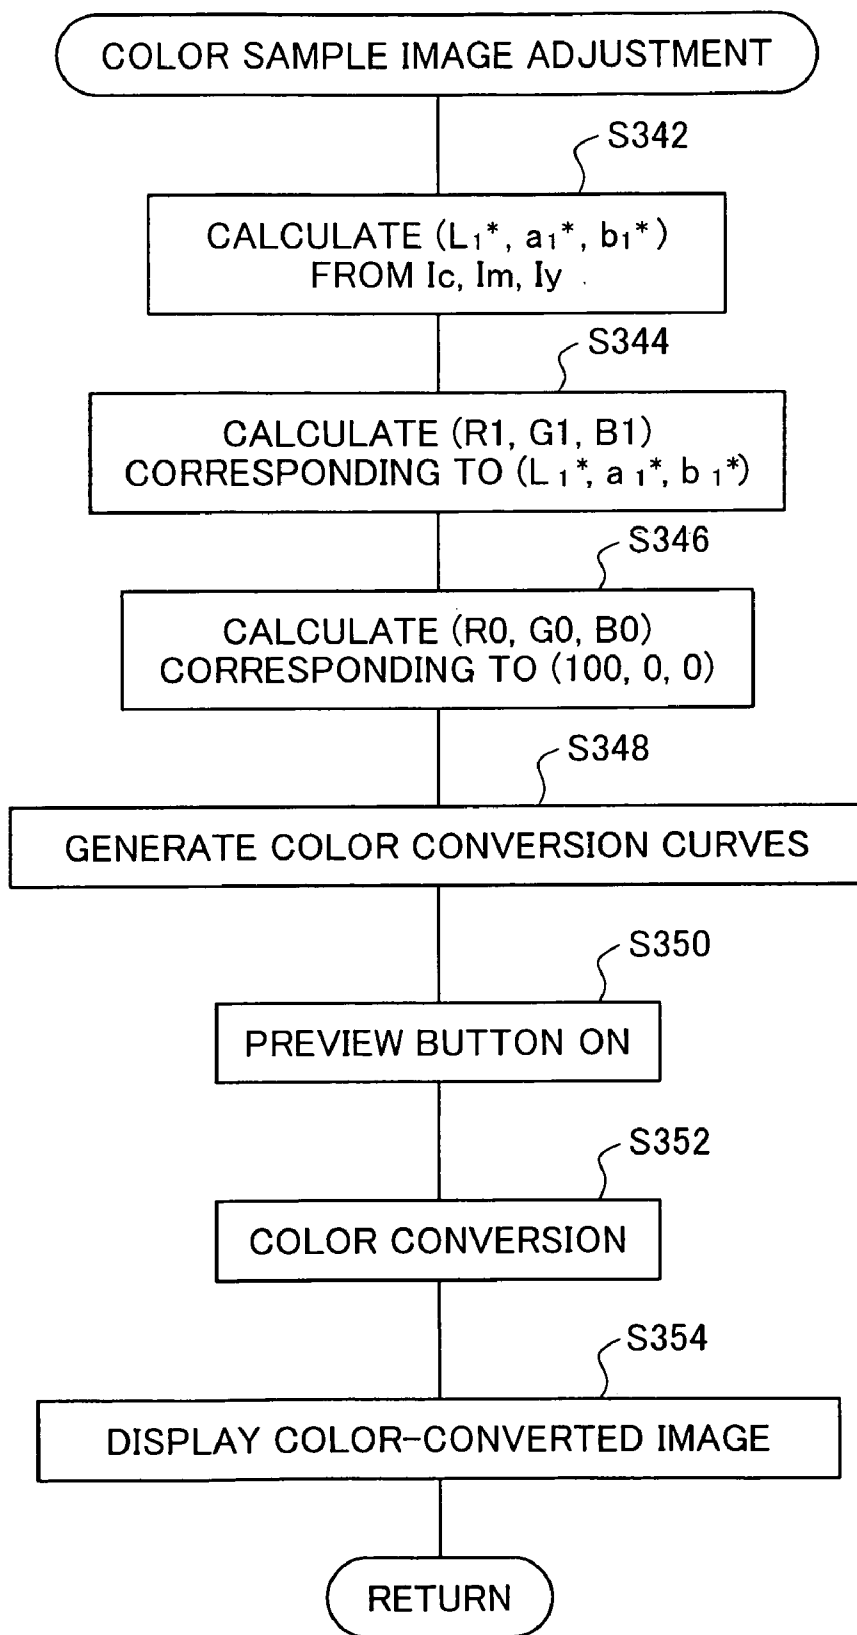 COLOR SAMPLE IMAGE ADJUSTMENT
S342
CALCULATE (L₁*, a₁*, b₁*)
FROM Ic, Im, Iy
S344
CALCULATE (R1, G1, B1)
CORRESPONDING TO (L₁*, a₁*, b₁*)
S346
CALCULATE (R0, G0, B0)
CORRESPONDING TO (100, 0, 0)
S348
GENERATE COLOR CONVERSION CURVES
S350
PREVIEW BUTTON ON
S352
COLOR CONVERSION
S354
DISPLAY COLOR-CONVERTED IMAGE
RETURN